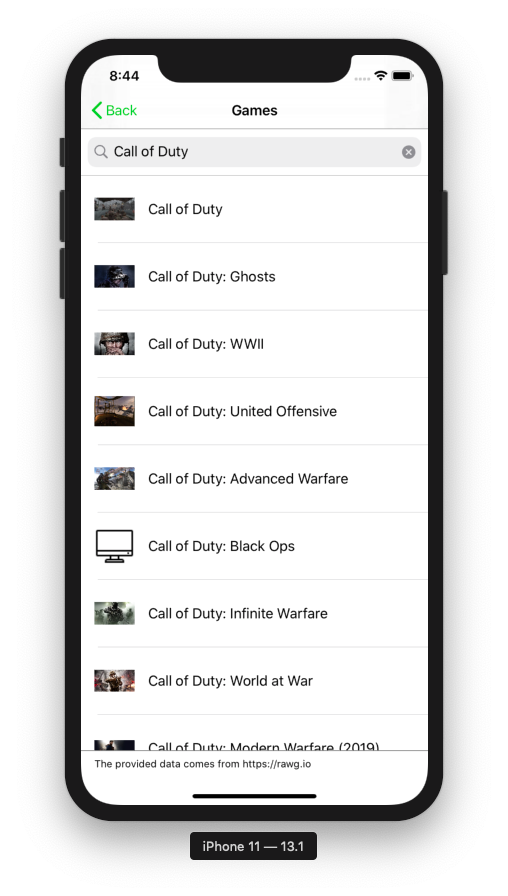 8:44
Back
Games
Call of Duty
Call of Duty
Call of Duty: Ghosts
Call of Duty: WWII
Call of Duty: United Offensive
Call of Duty: Advanced Warfare
Call of Duty: Black Ops
Call of Duty: Infinite Warfare
Call of Duty: World at War
Call of Duty: Modern Warfare (2019)
The provided data comes from https://rawg.io
iPhone 11 — 13.1